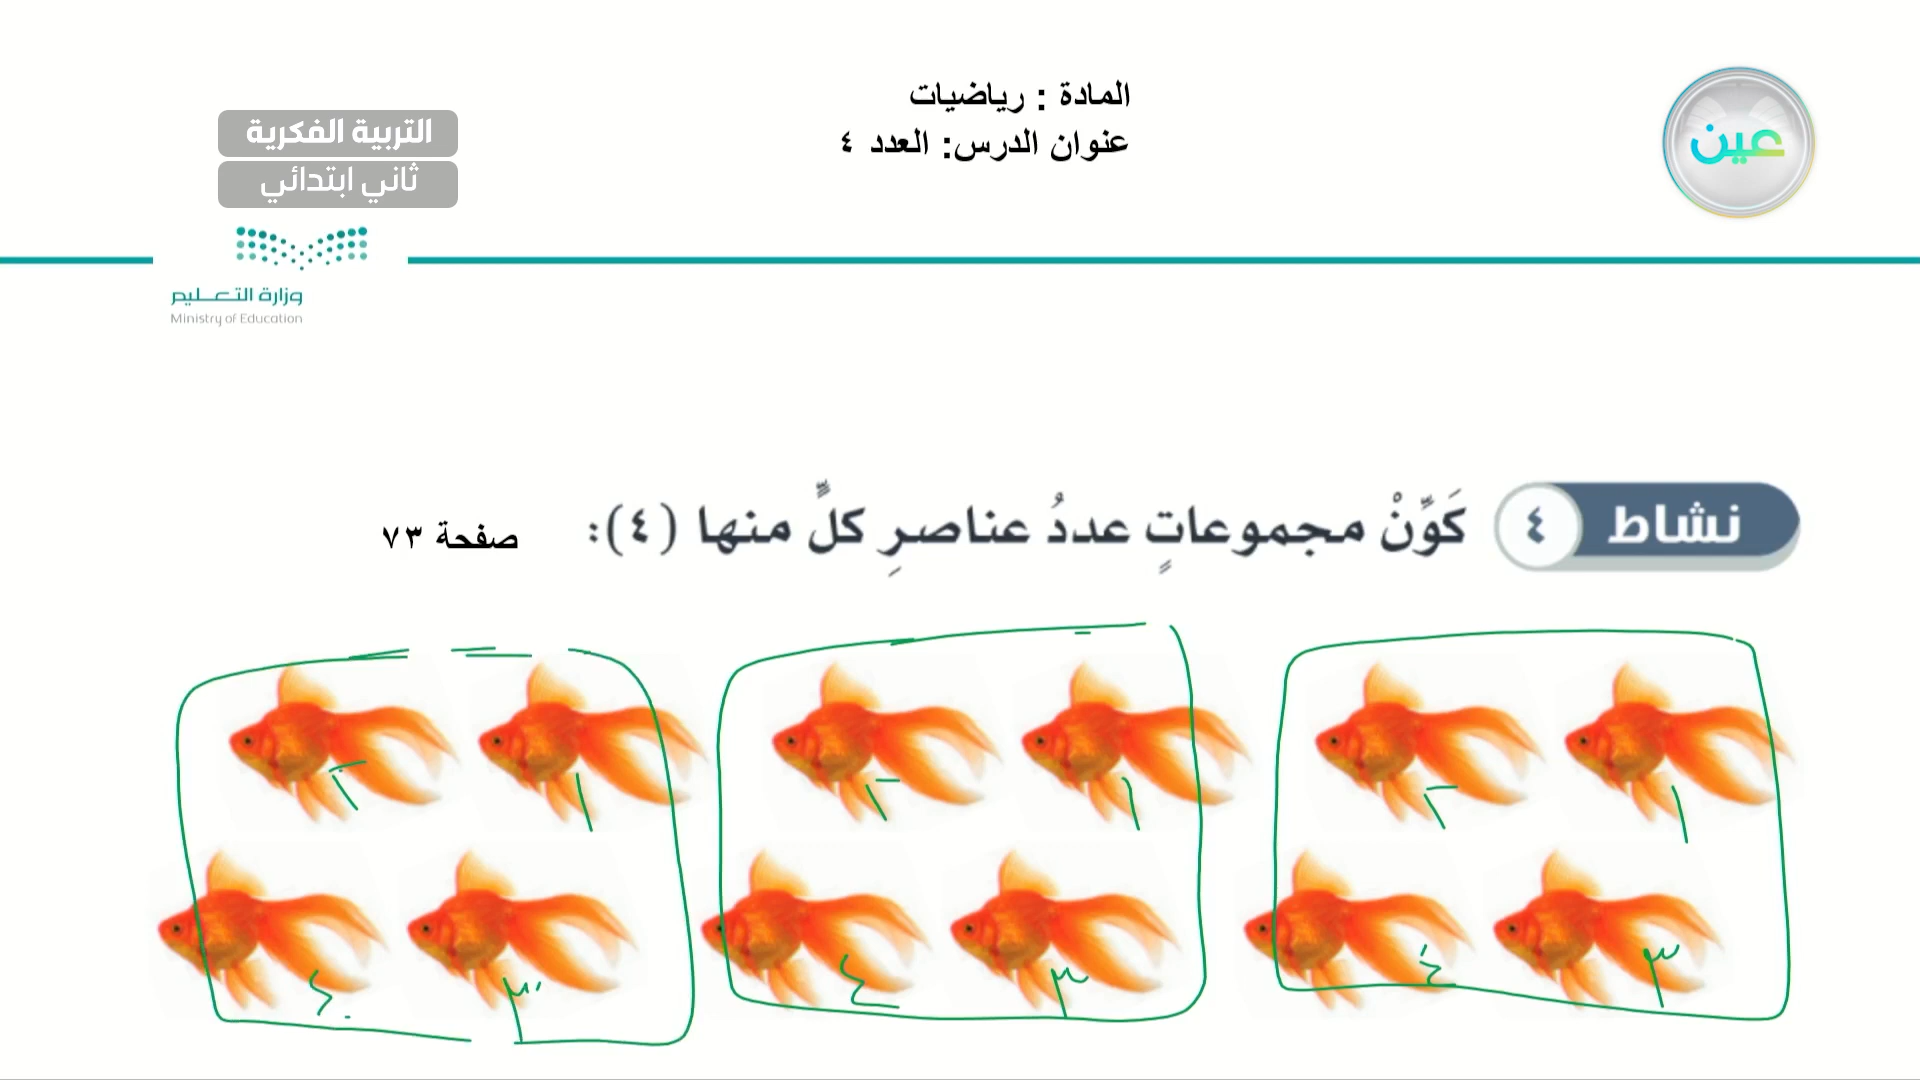 المادة : رياضيات
عنوان الدرس: العدد ٤
عين
التربية الفكرية
ثاني ابتدائي
وزارة التعليم
Ministry of Education
نشاط ٤ كَوِّنْ مجموعاتٍ عددُ عناصرِ كلٍّ منها (٤): صفحة ٧٣
١ ٢ ١ ٢ ١ ٢
٣ ٤ ٣ ٤ ٣ ٤